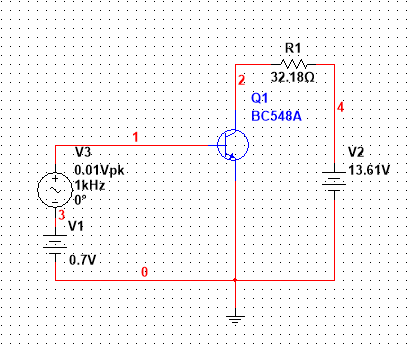 R1
32.18Ω
2
Q1
BC548A
4
1
V3
0.01Vpk
1kHz
0°
V2
13.61V
3
V1
0.7V
0